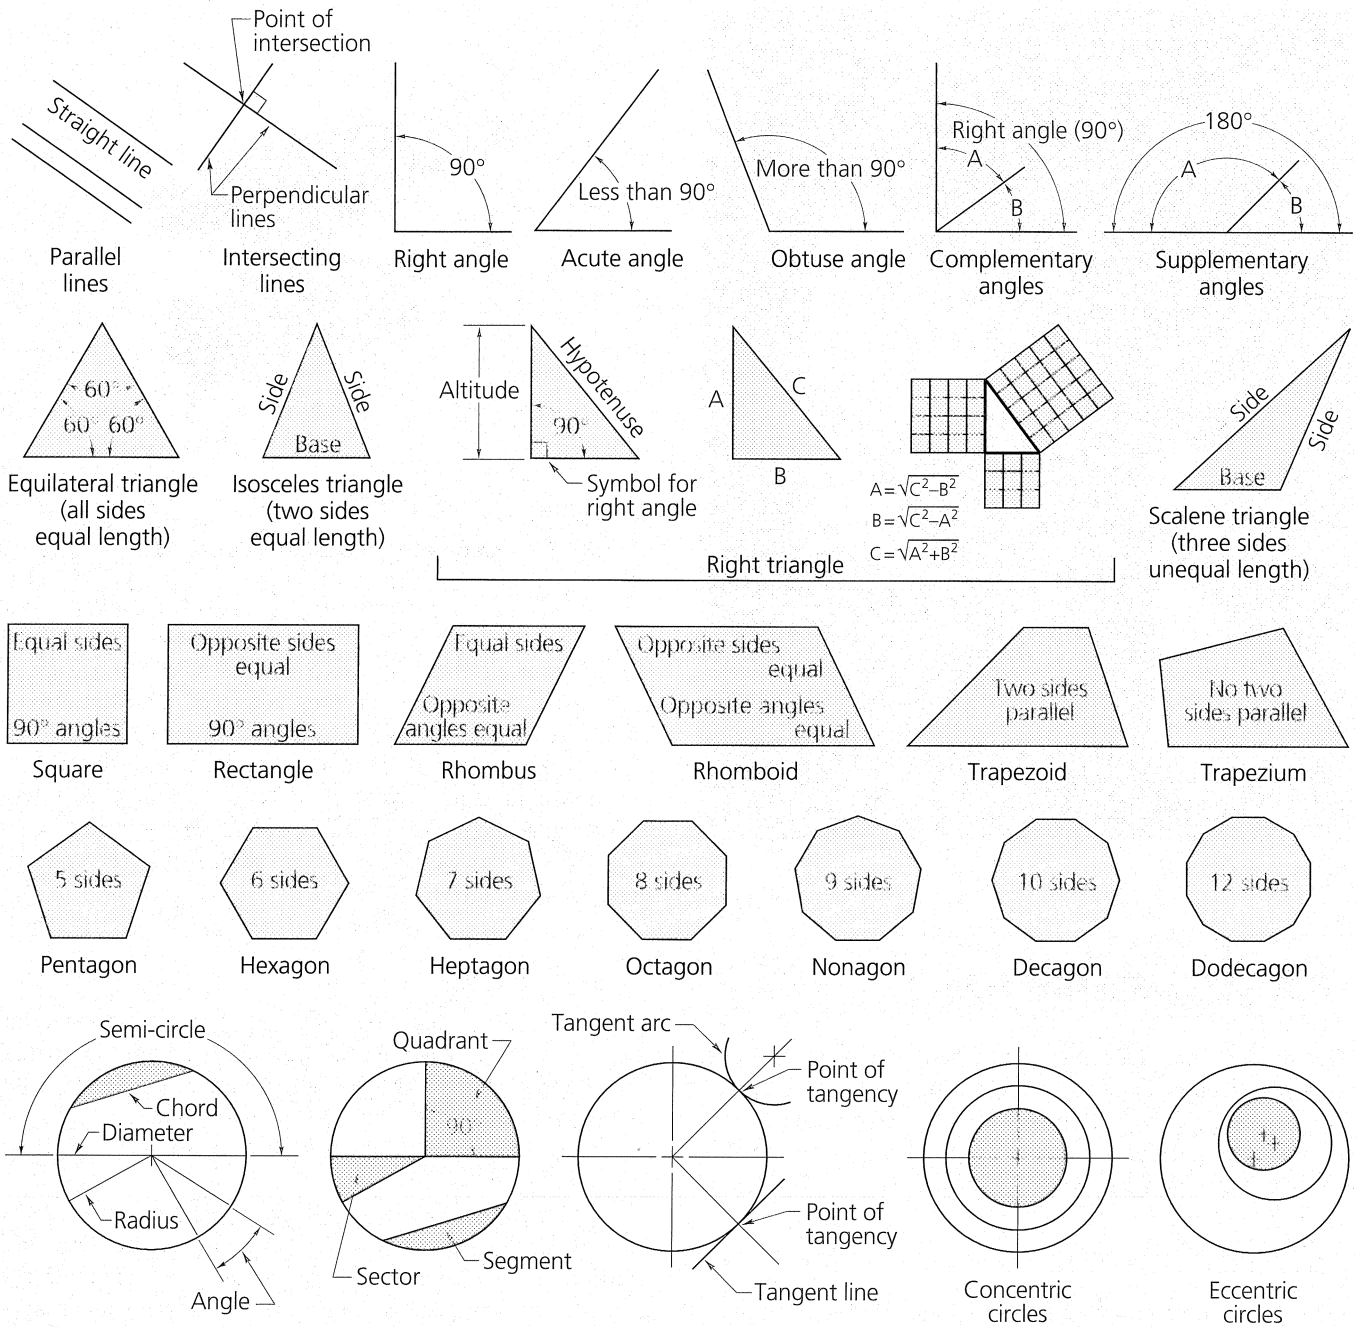 Point of
intersection
Straight line
Perpendicular
lines
Parallel
lines
Intersecting
lines
90°
Right angle
Less than 90°
Acute angle
More than 90°
Obtuse angle
Right angle (90°)
A
B
Complementary
angles
180°
A
B
Supplementary
angles
60°
60° 60°
Equilateral triangle
(all sides
equal length)
Side
Side
Base
Isosceles triangle
(two sides
equal length)
Altitude
Hypotenuse
90°
Symbol for
right angle
A
C
B
A=√C²–B²
B=√C²–A²
C=√A²+B²
Right triangle
Side
Side
Base
Scalene triangle
(three sides
unequal length)
Equal sides
90° angles
Square
Opposite sides
equal
90° angles
Rectangle
Equal sides
Opposite
angles equal
Rhombus
Opposite sides
equal
Opposite angles
equal
Rhomboid
Two sides
parallel
Trapezoid
No two
sides parallel
Trapezium
5 sides
Pentagon
6 sides
Hexagon
7 sides
Heptagon
8 sides
Octagon
9 sides
Nonagon
10 sides
Decagon
12 sides
Dodecagon
Semi-circle
Chord
Diameter
Radius
Angle
Quadrant
90°
Sector
Segment
Tangent arc
Point of
tangency
Point of
tangency
Tangent line
Concentric
circles
Eccentric
circles